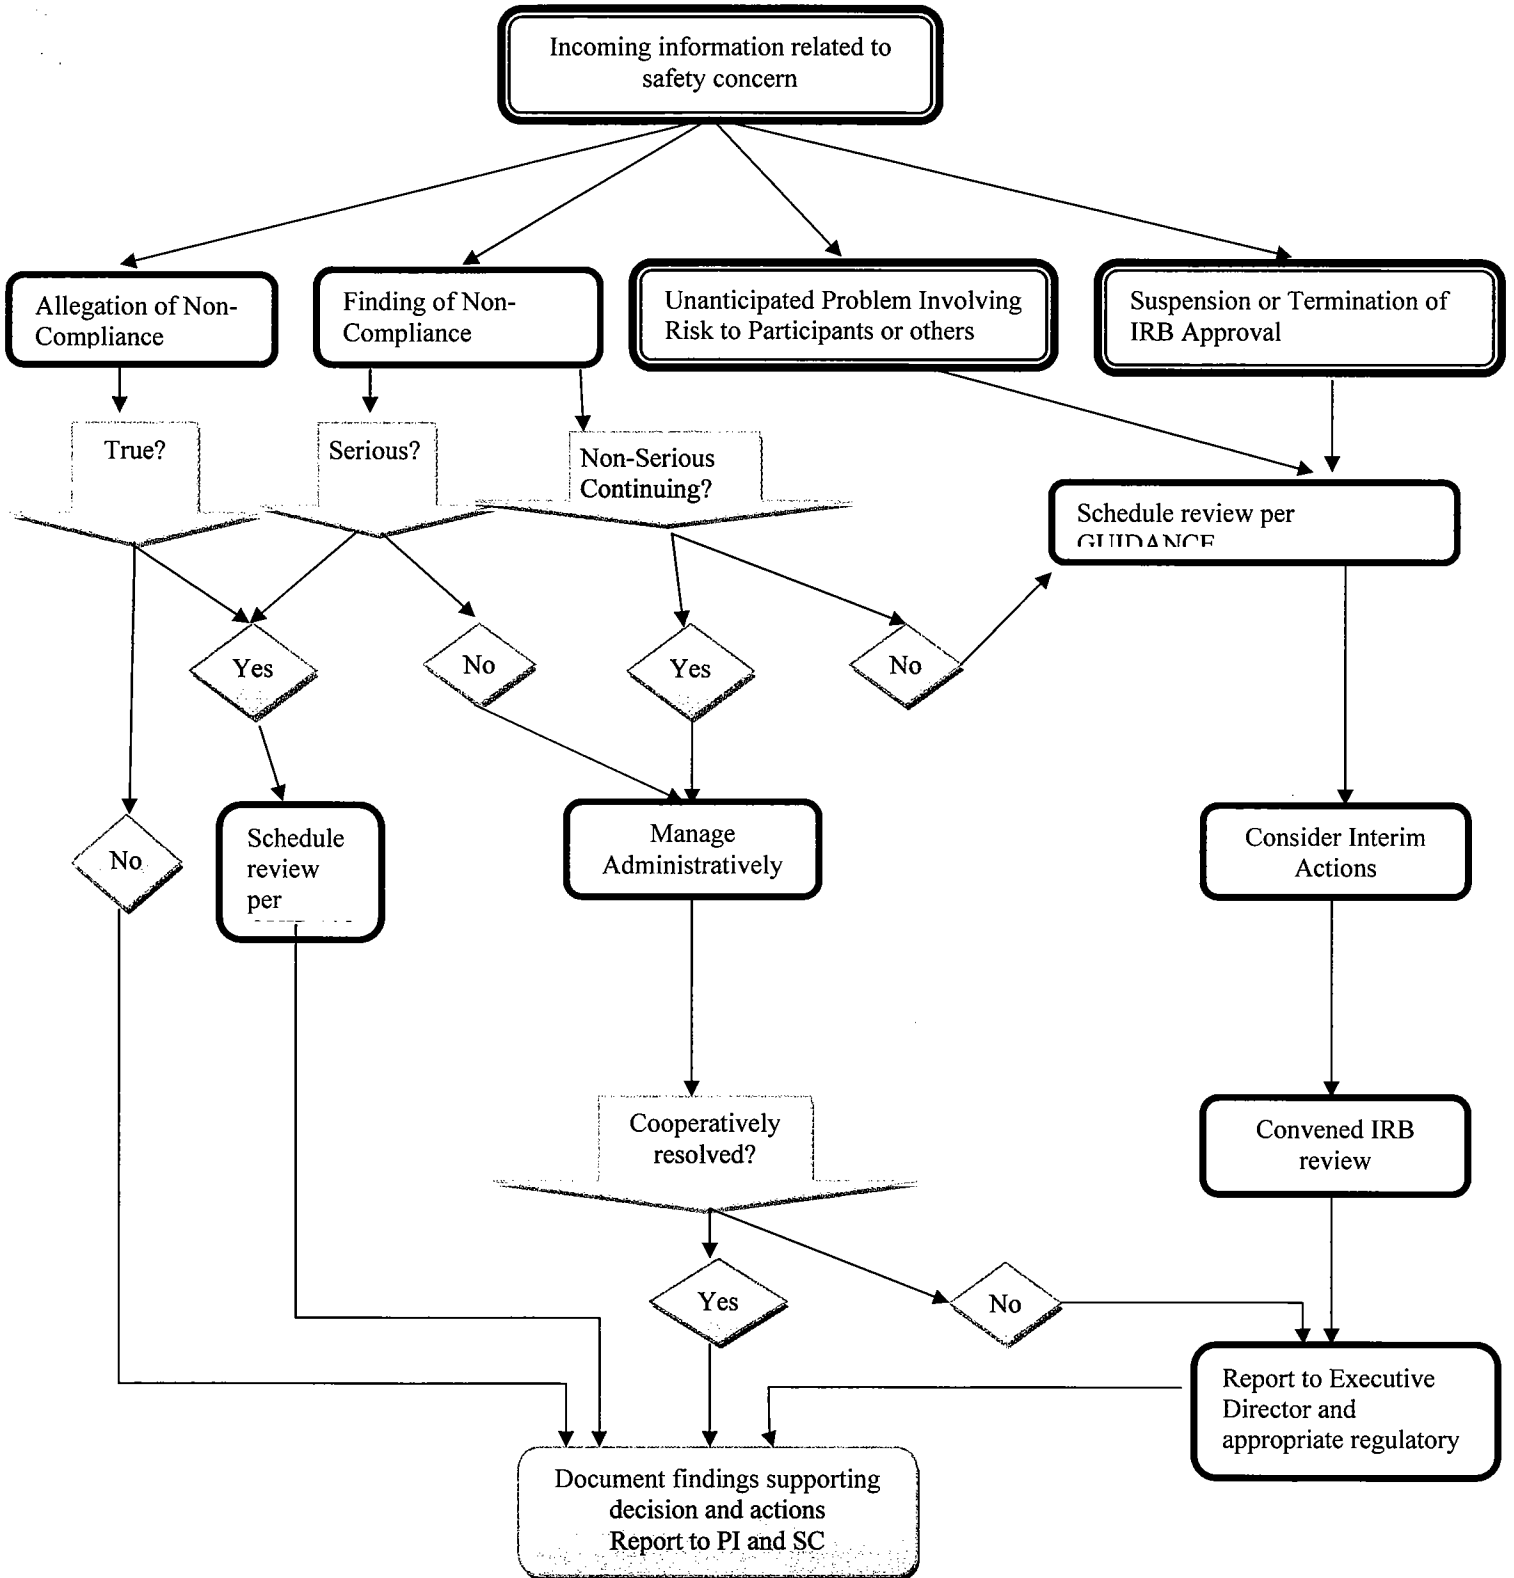 Incoming information related to
safety concern
Allegation of Non-
Compliance
Finding of Non-
Compliance
Unanticipated Problem Involving
Risk to Participants or others
Suspension or Termination of
IRB Approval
True?
Serious?
Non-Serious
Continuing?
Schedule review per
GUIDANCE
Yes
No
Yes
No
No
Schedule
review
per
Manage
Administratively
Consider Interim
Actions
Cooperatively
resolved?
Convened IRB
review
Yes
No
Report to Executive
Director and
appropriate regulatory
Document findings supporting
decision and actions
Report to PI and SC